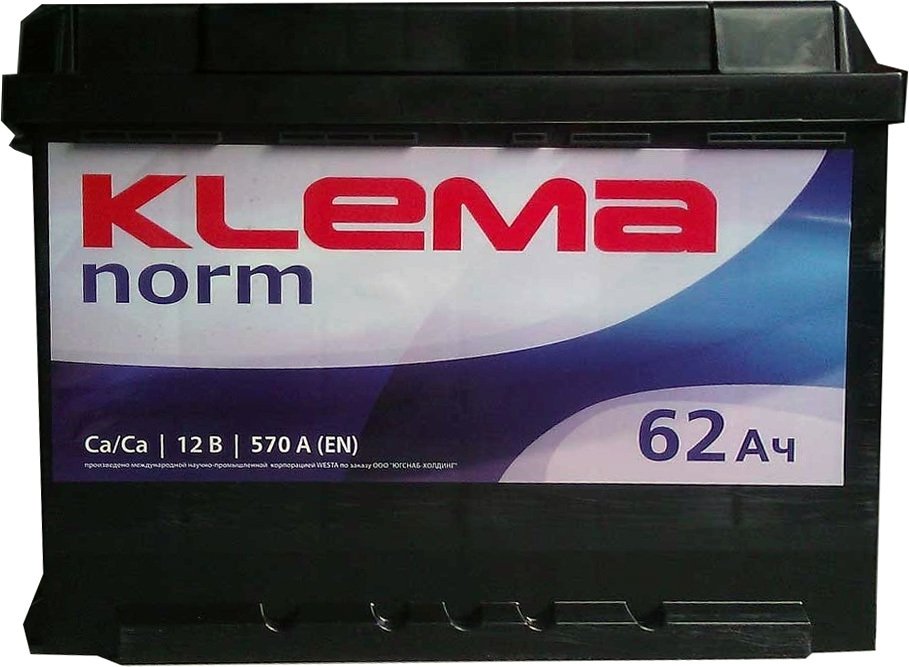 KLEMA
norm
Ca/Ca | 12 В | 570 А (EN)
62 Ач
произведено международной научно-промышленной корпорацией WESTA по заказу ООО "ЮГСНАБ-ХОЛДИНГ"